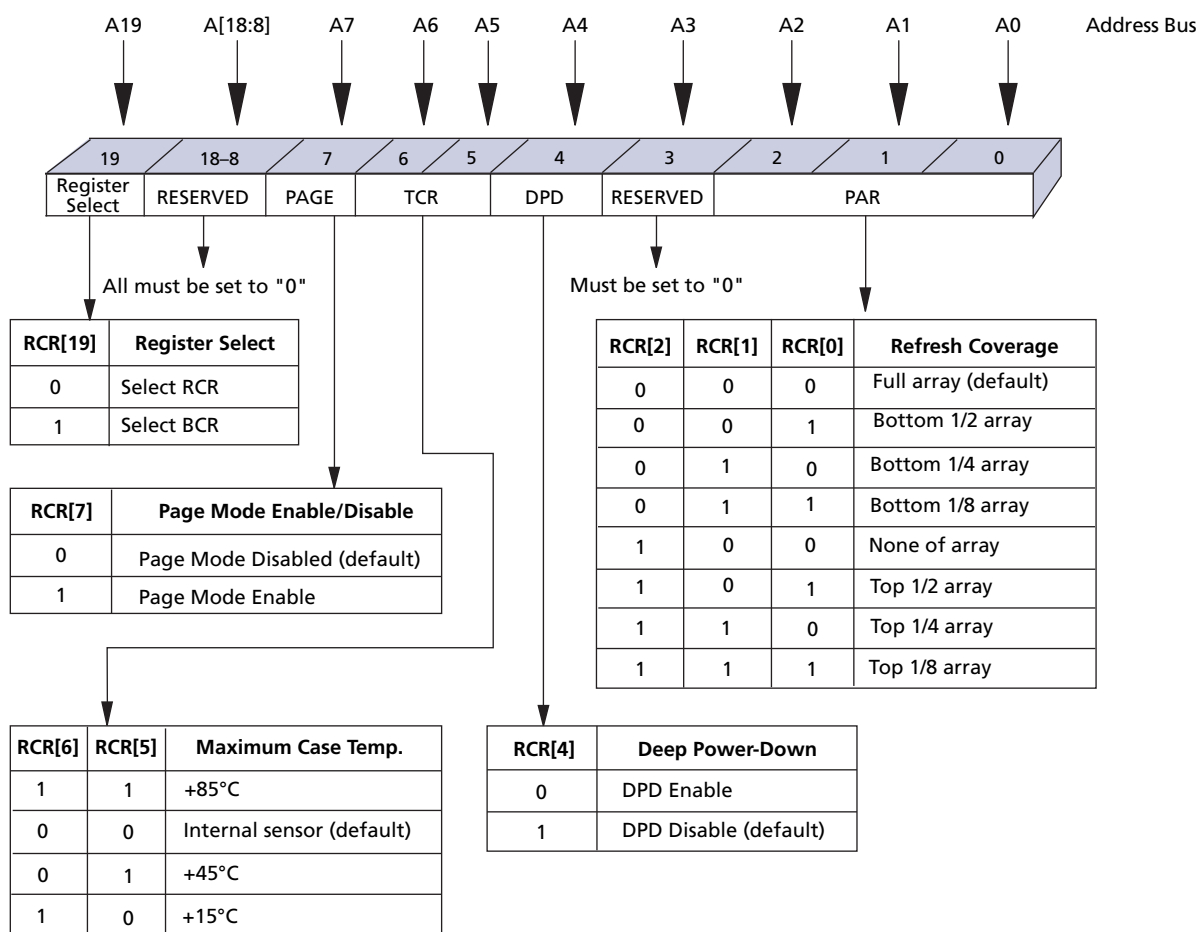 A19 A[18:8] A7 A6 A5 A4 A3 A2 A1 A0 Address Bus
19 18–8 7 6 5 4 3 2 1 0
Register Select RESERVED PAGE TCR DPD RESERVED PAR
All must be set to "0"
Must be set to "0"
RCR[19] Register Select
0 Select RCR
1 Select BCR
RCR[7] Page Mode Enable/Disable
0 Page Mode Disabled (default)
1 Page Mode Enable
RCR[2] RCR[1] RCR[0] Refresh Coverage
0 0 0 Full array (default)
0 0 1 Bottom 1/2 array
0 1 0 Bottom 1/4 array
0 1 1 Bottom 1/8 array
1 0 0 None of array
1 0 1 Top 1/2 array
1 1 0 Top 1/4 array
1 1 1 Top 1/8 array
RCR[6] RCR[5] Maximum Case Temp.
1 1 +85°C
0 0 Internal sensor (default)
0 1 +45°C
1 0 +15°C
RCR[4] Deep Power-Down
0 DPD Enable
1 DPD Disable (default)